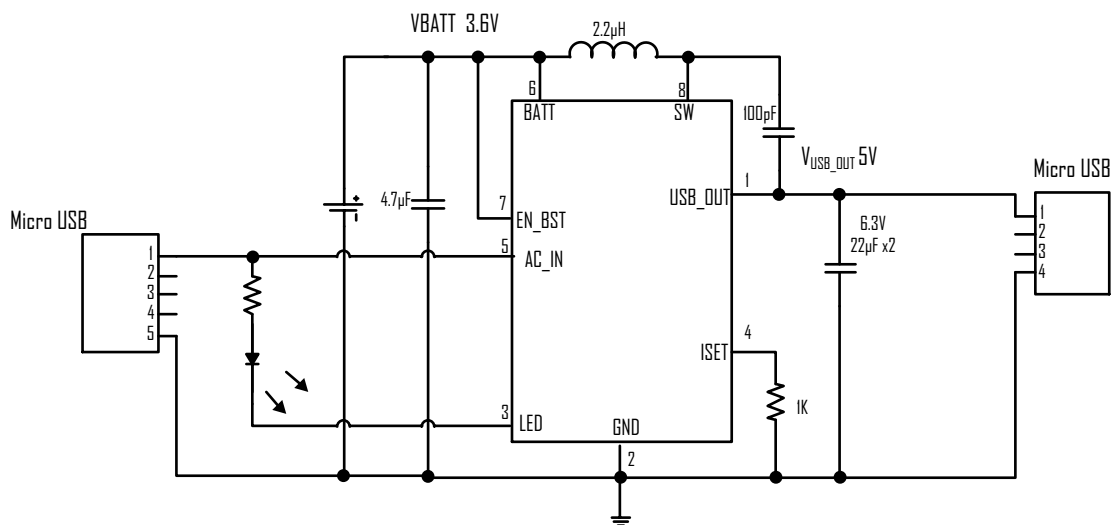 VBATT 3.6V
2.2µH
6
BATT
8
SW
100pF
V_USB_OUT 5V
Micro USB
1
USB_OUT
4.7µF
7
EN_BST
5
AC_IN
6.3V
22µF x2
1
2
3
4
Micro USB
1
2
3
4
5
4
ISET
1K
3
LED
GND
2